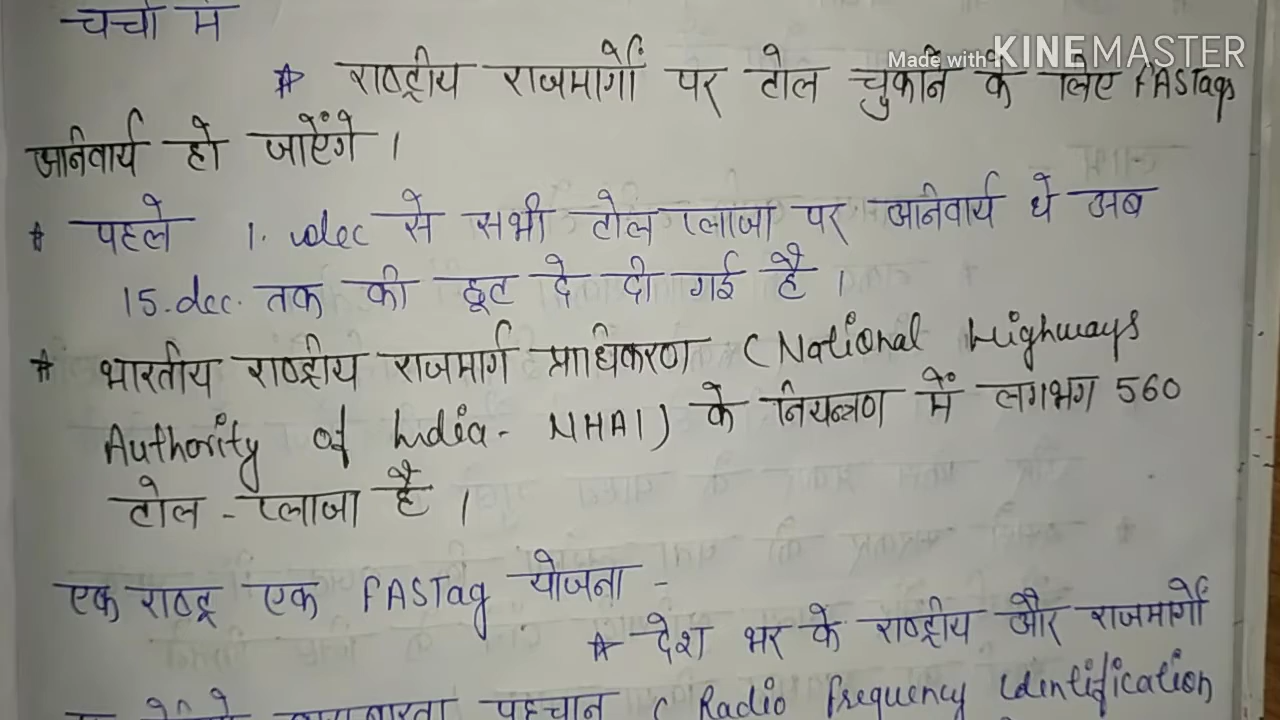 चर्चा में
Made with KINEMASTER
* राष्ट्रीय राजमार्गों पर टोल चुकाने के लिए FASTags
अनिवार्य हो जाएंगे।
* पहले 1. dec से सभी टोल प्लाजा पर अनिवार्य थे अब
15.dec. तक की छूट दे दी गई है।
* भारतीय राष्ट्रीय राजमार्ग प्राधिकरण (National Highways
Authority of India - NHAI) के नियन्त्रण में लगभग 560
टोल - प्लाजा है।
एक राष्ट्र एक FASTag योजना -
* देश भर के राष्ट्रीय और राजमार्गों
पहचान (Radio frequency identification